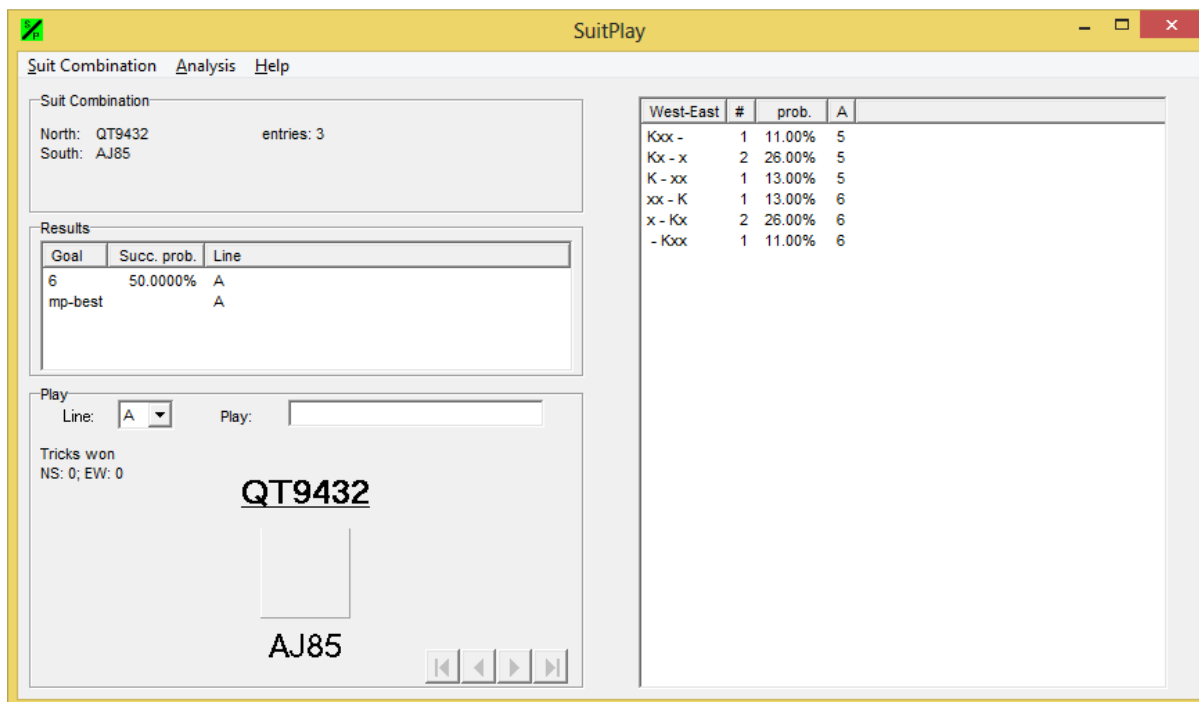 S/P
SuitPlay
Suit Combination Analysis Help
Suit Combination
North: QT9432 entries: 3
South: AJ85
Results
Goal Succ. prob. Line
6 50.0000% A
mp-best A
Play
Line: A Play:
Tricks won
NS: 0; EW: 0
QT9432
AJ85
West-East # prob. A
Kxx - 1 11.00% 5
Kx - x 2 26.00% 5
K - xx 1 13.00% 5
xx - K 1 13.00% 6
x - Kx 2 26.00% 6
- Kxx 1 11.00% 6